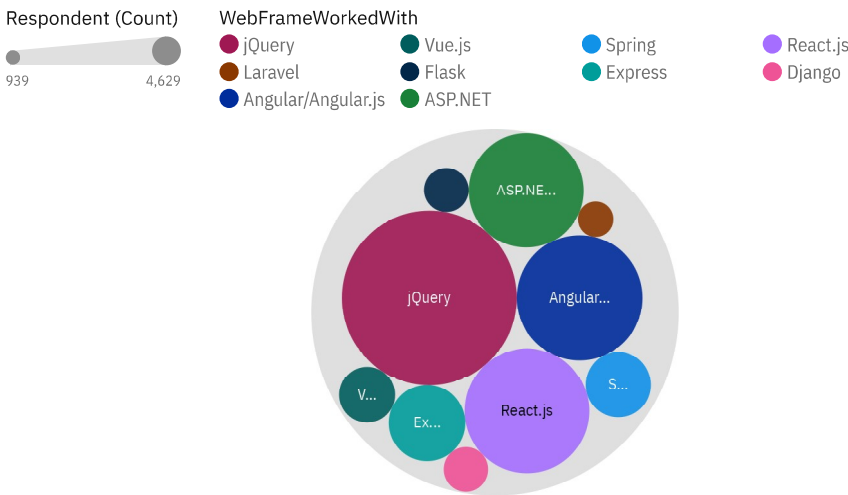 Respondent (Count)
939
4,629
WebFrameWorkedWith
jQuery Vue.js Spring React.js
Laravel Flask Express Django
Angular/Angular.js ASP.NET
ASP.NE...
jQuery
Angular...
S...
V...
React.js
Ex...